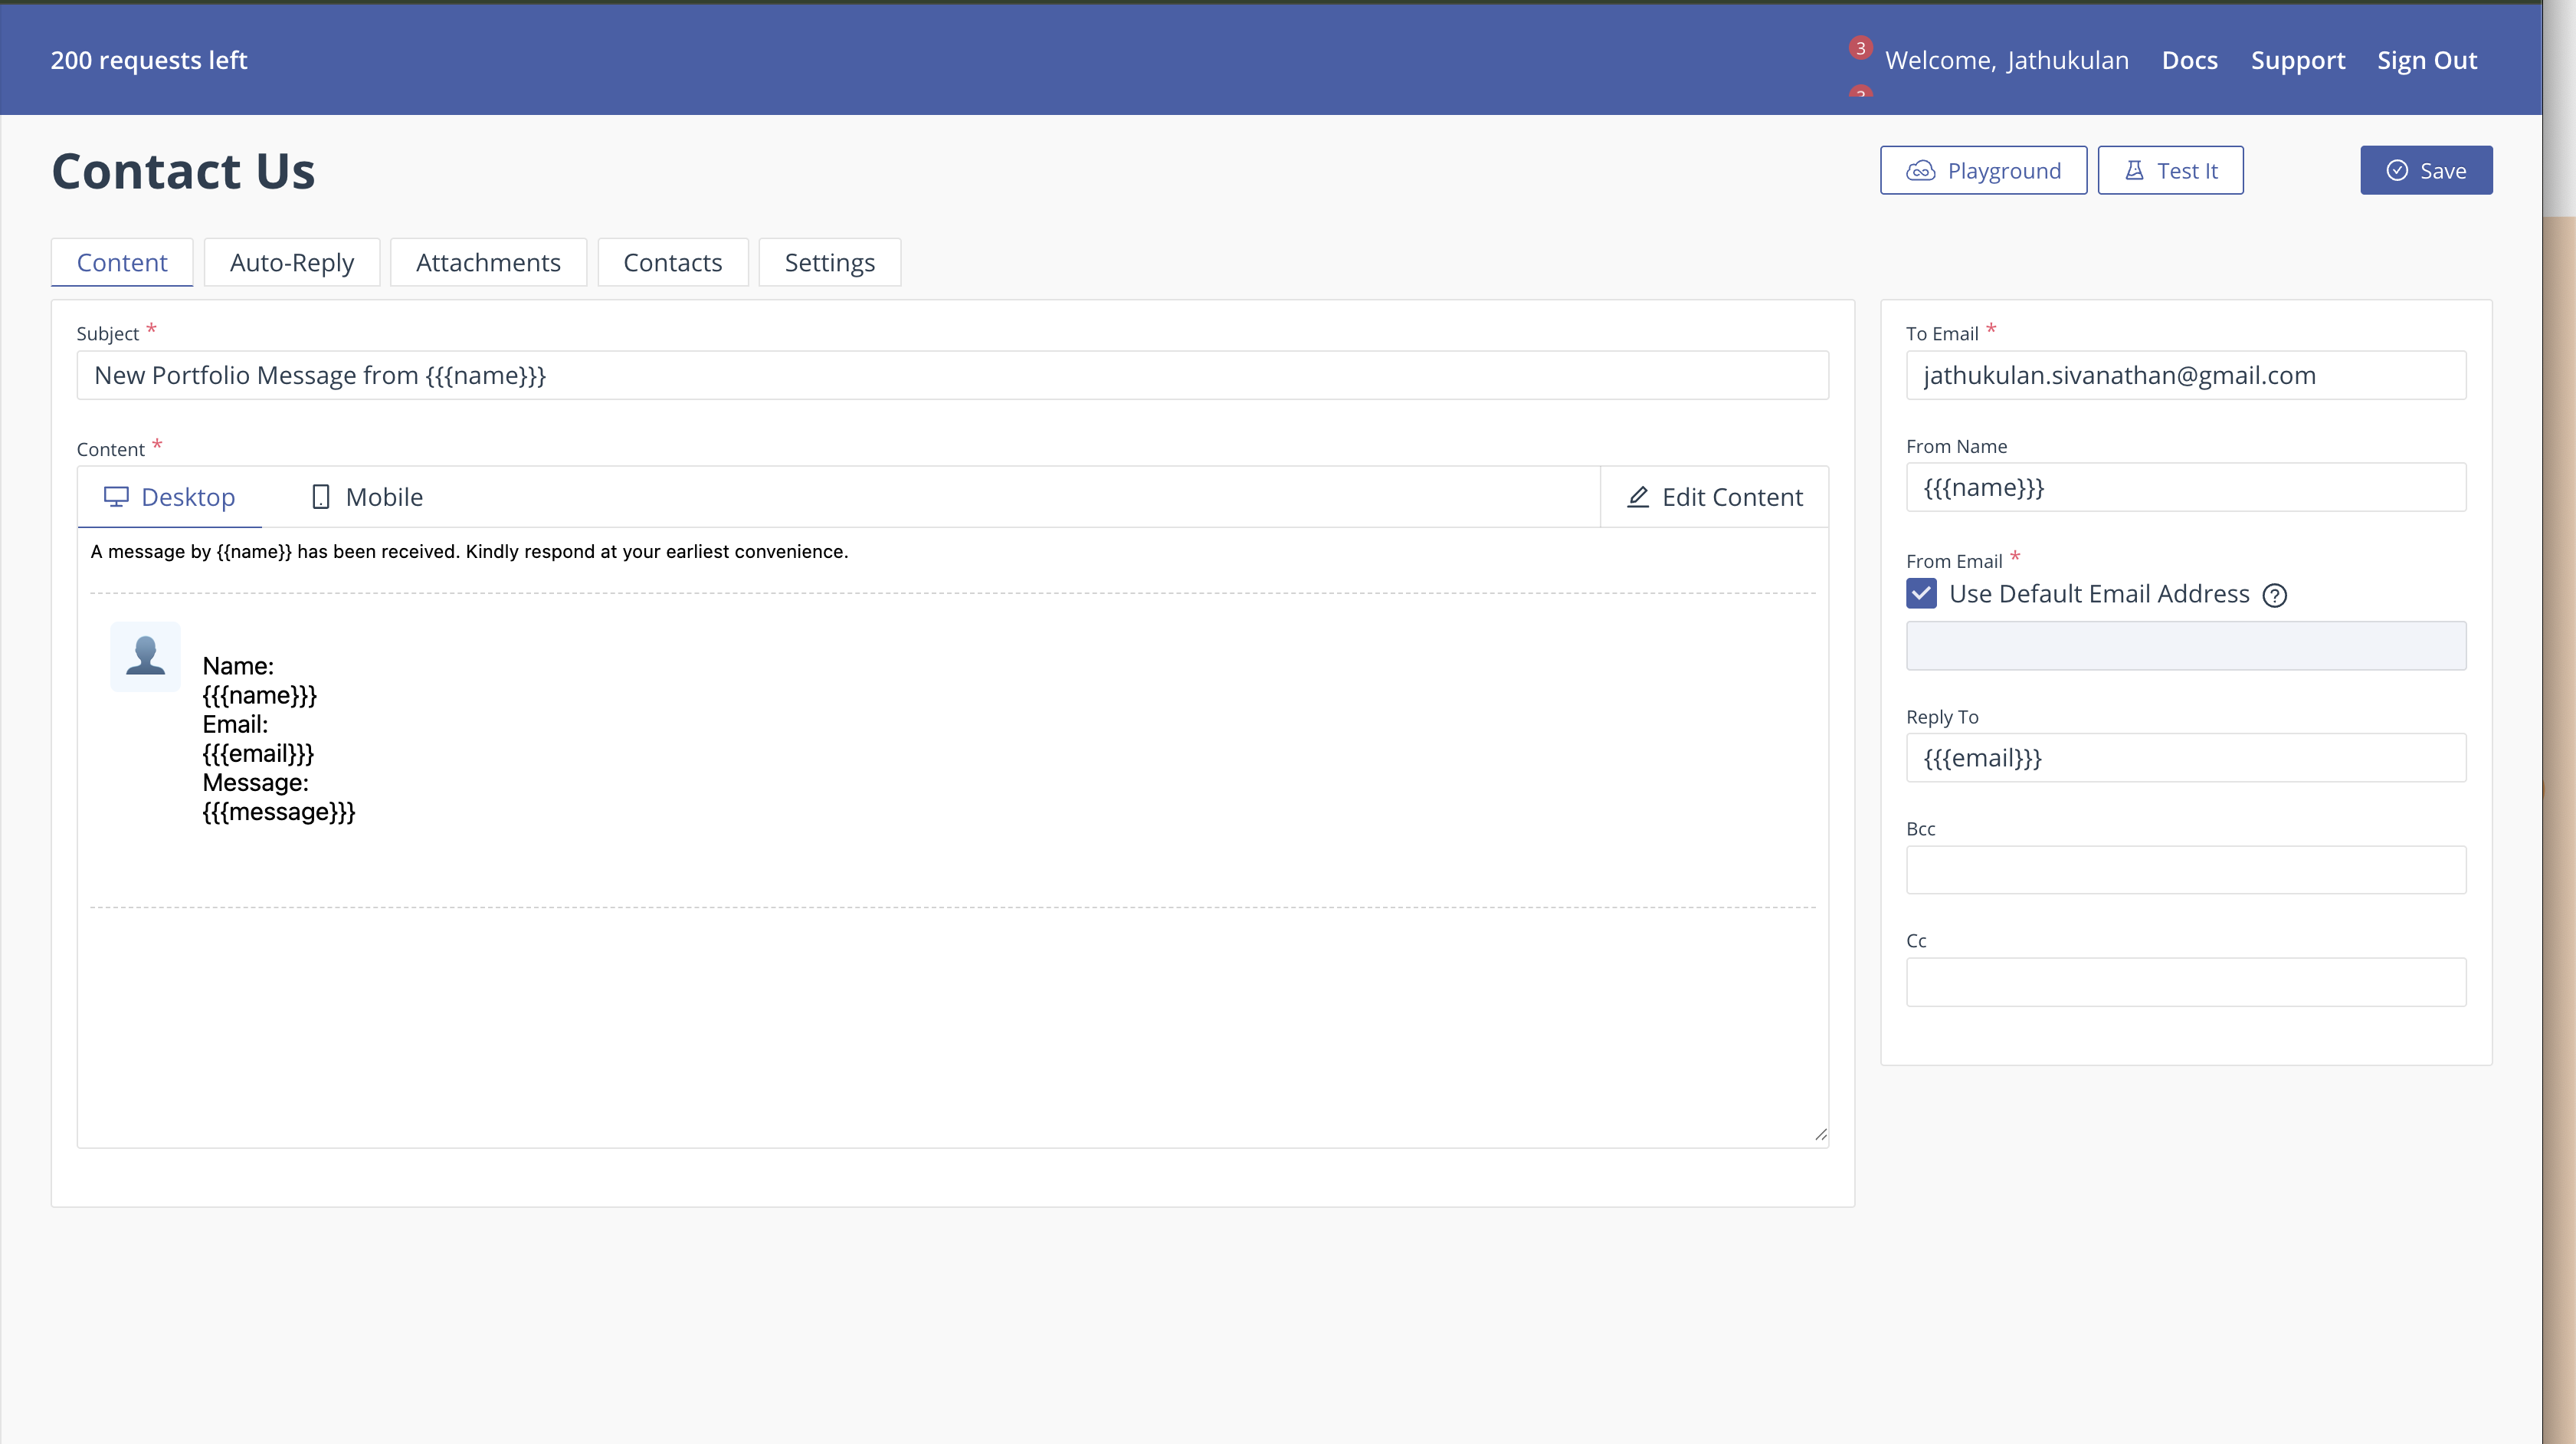 200 requests left
3
Welcome, Jathukulan
Docs
Support
Sign Out
Contact Us
Playground
Test It
Save
Content
Auto-Reply
Attachments
Contacts
Settings
Subject *
New Portfolio Message from {{{name}}}
Content *
Desktop
Mobile
Edit Content
A message by {{name}} has been received. Kindly respond at your earliest convenience.
Name:
{{{name}}}
Email:
{{{email}}}
Message:
{{{message}}}
To Email *
jathukulan.sivanathan@gmail.com
From Name
{{{name}}}
From Email *
Use Default Email Address
Reply To
{{{email}}}
Bcc
Cc